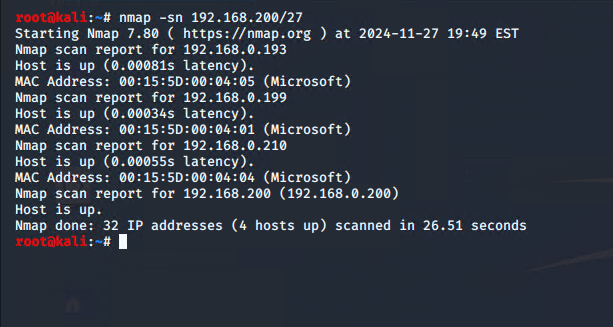 root@kali:~# nmap -sn 192.168.200/27
Starting Nmap 7.80 ( https://nmap.org ) at 2024-11-27 19:49 EST
Nmap scan report for 192.168.0.193
Host is up (0.00081s latency).
MAC Address: 00:15:5D:00:04:05 (Microsoft)
Nmap scan report for 192.168.0.199
Host is up (0.00034s latency).
MAC Address: 00:15:5D:00:04:01 (Microsoft)
Nmap scan report for 192.168.0.210
Host is up (0.00055s latency).
MAC Address: 00:15:5D:00:04:04 (Microsoft)
Nmap scan report for 192.168.200 (192.168.0.200)
Host is up.
Nmap done: 32 IP addresses (4 hosts up) scanned in 26.51 seconds
root@kali:~#